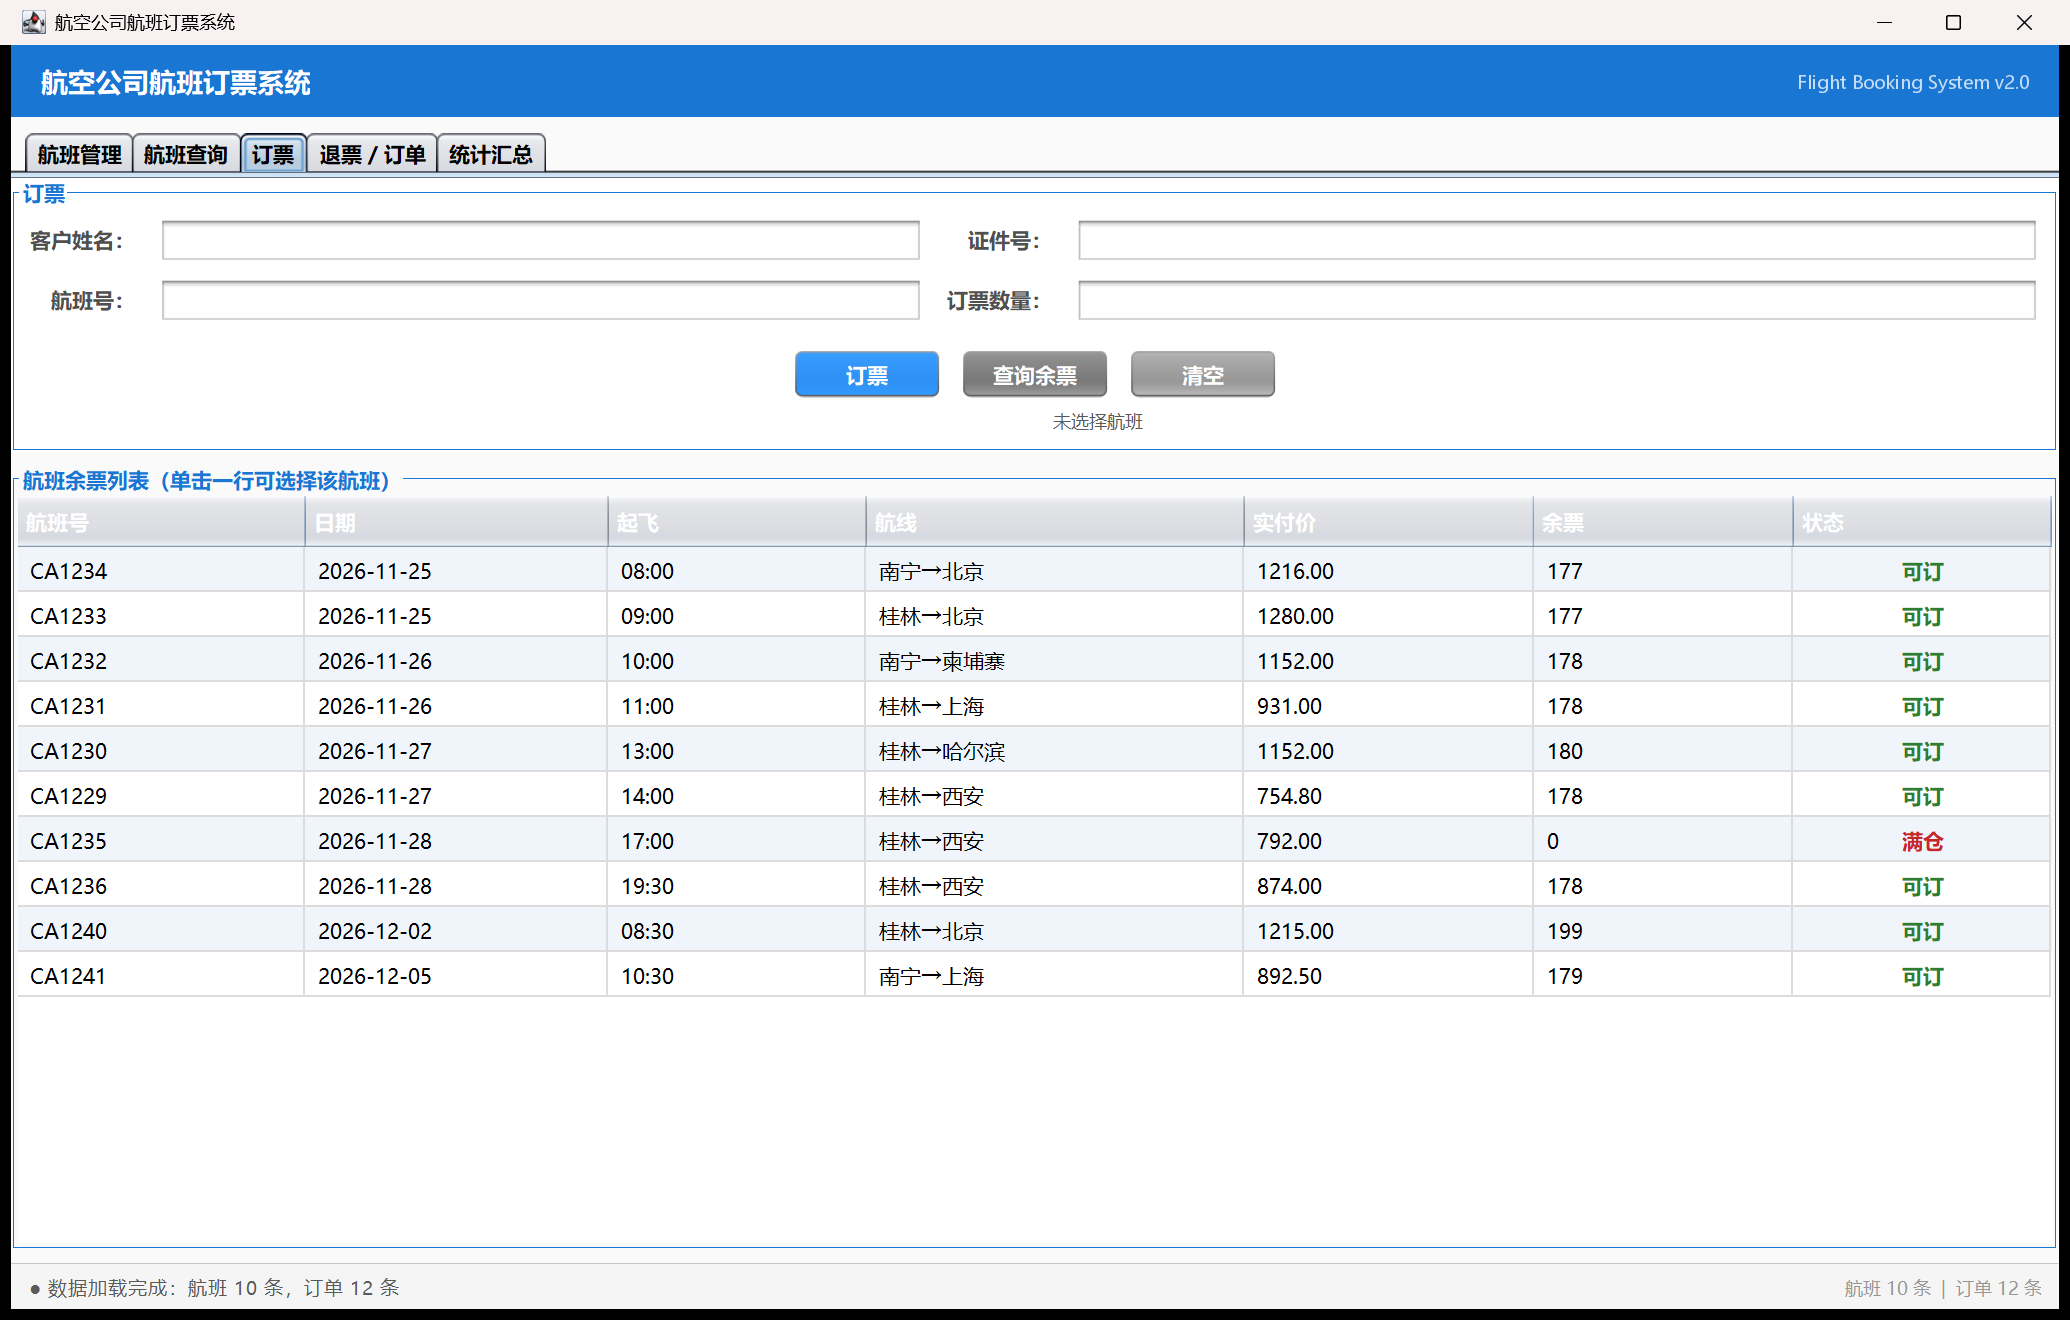 航空公司航班订票系统
航空公司航班订票系统 Flight Booking System v2.0
航班管理 航班查询 订票 退票 / 订单 统计汇总
订票
客户姓名： 证件号：
航班号： 订票数量：
订票 查询余票 清空
未选择航班
航班余票列表（单击一行可选择该航班）
航班号 日期 起飞 航线 实付价 余票 状态
CA1234 2026-11-25 08:00 南宁→北京 1216.00 177 可订
CA1233 2026-11-25 09:00 桂林→北京 1280.00 177 可订
CA1232 2026-11-26 10:00 南宁→柬埔寨 1152.00 178 可订
CA1231 2026-11-26 11:00 桂林→上海 931.00 178 可订
CA1230 2026-11-27 13:00 桂林→哈尔滨 1152.00 180 可订
CA1229 2026-11-27 14:00 桂林→西安 754.80 178 可订
CA1235 2026-11-28 17:00 桂林→西安 792.00 0 满仓
CA1236 2026-11-28 19:30 桂林→西安 874.00 178 可订
CA1240 2026-12-02 08:30 桂林→北京 1215.00 199 可订
CA1241 2026-12-05 10:30 南宁→上海 892.50 179 可订
● 数据加载完成：航班 10 条，订单 12 条 航班 10 条 | 订单 12 条